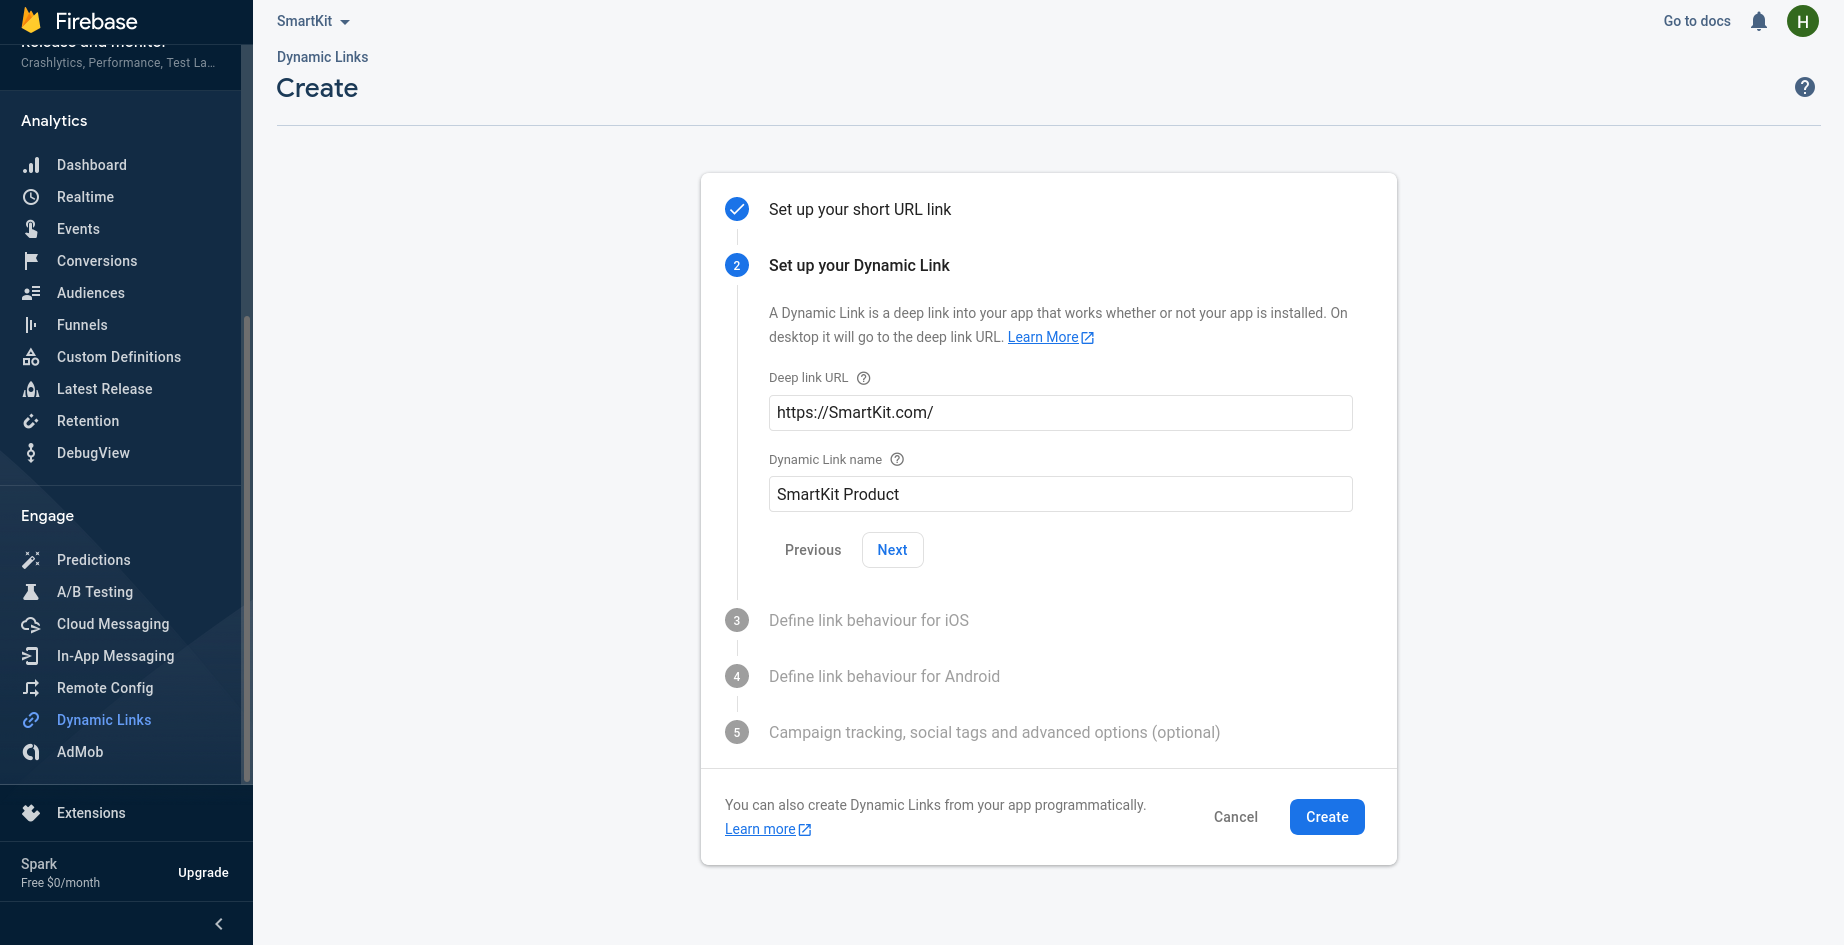 Firebase
Release and monitor
Crashlytics, Performance, Test La...
Analytics
Dashboard
Realtime
Events
Conversions
Audiences
Funnels
Custom Definitions
Latest Release
Retention
DebugView
Engage
Predictions
A/B Testing
Cloud Messaging
In-App Messaging
Remote Config
Dynamic Links
AdMob
Extensions
Spark
Free $0/month
Upgrade
SmartKit
Go to docs
H
Dynamic Links
Create
Set up your short URL link
2 Set up your Dynamic Link
A Dynamic Link is a deep link into your app that works whether or not your app is installed. On
desktop it will go to the deep link URL. Learn More
Deep link URL
https://SmartKit.com/
Dynamic Link name
SmartKit Product
Previous Next
3 Define link behaviour for iOS
4 Define link behaviour for Android
5 Campaign tracking, social tags and advanced options (optional)
You can also create Dynamic Links from your app programmatically.
Learn more
Cancel Create